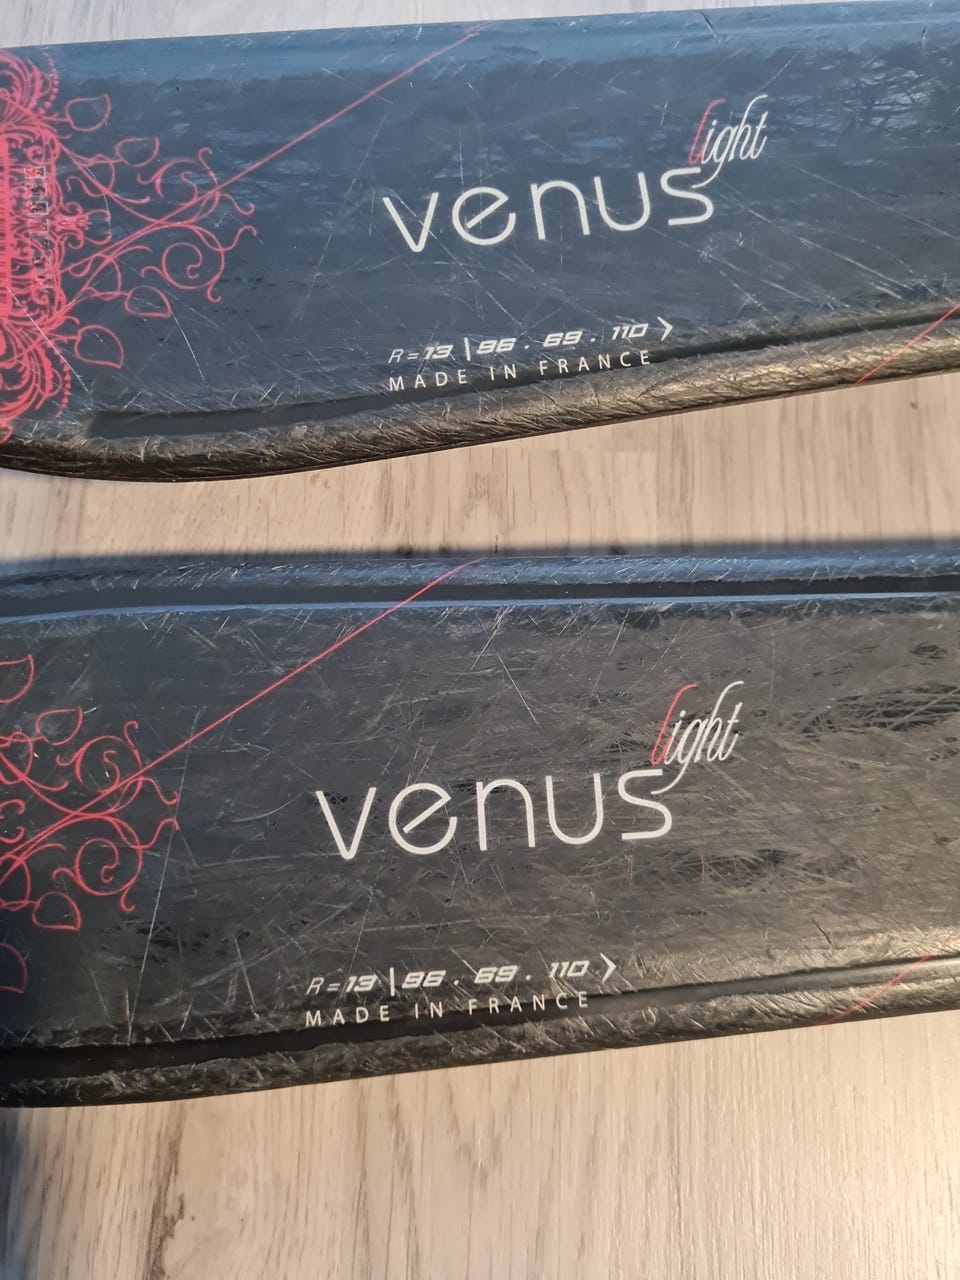 light
venus
R=13 | 96 . 69 . 110 >
MADE IN FRANCE
light
venus
R=13 | 96 . 69 . 110 >
MADE IN FRANCE